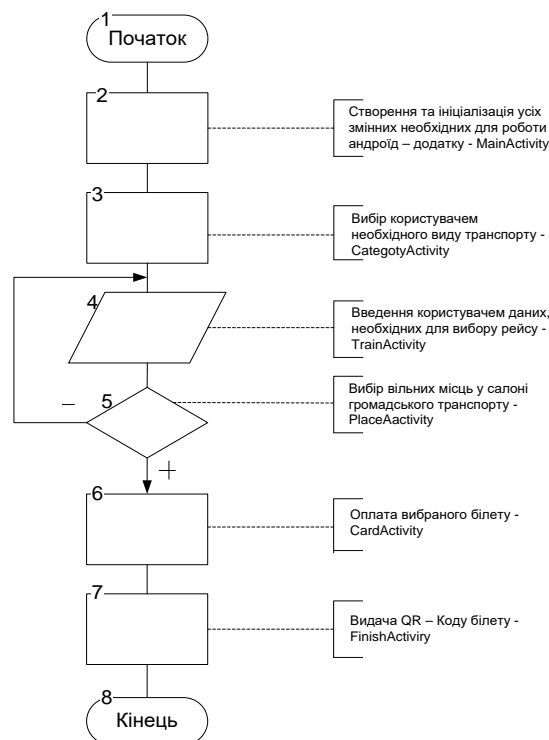 1
Початок
2
Створення та ініціалізація усіх
змінних необхідних для роботи
андроїд – додатку - MainActivity
3
Вибір користувачем
необхідного виду транспорту -
CategotyActivity
4
Введення користувачем даних,
необхідних для вибору рейсу -
TrainActivity
5
–
Вибір вільних місць у салоні
громадського транспорту -
PlaceAactivity
+
6
Оплата вибраного білету -
CardActivity
7
Видача QR – Коду білету -
FinishActiviry
8
Кінець